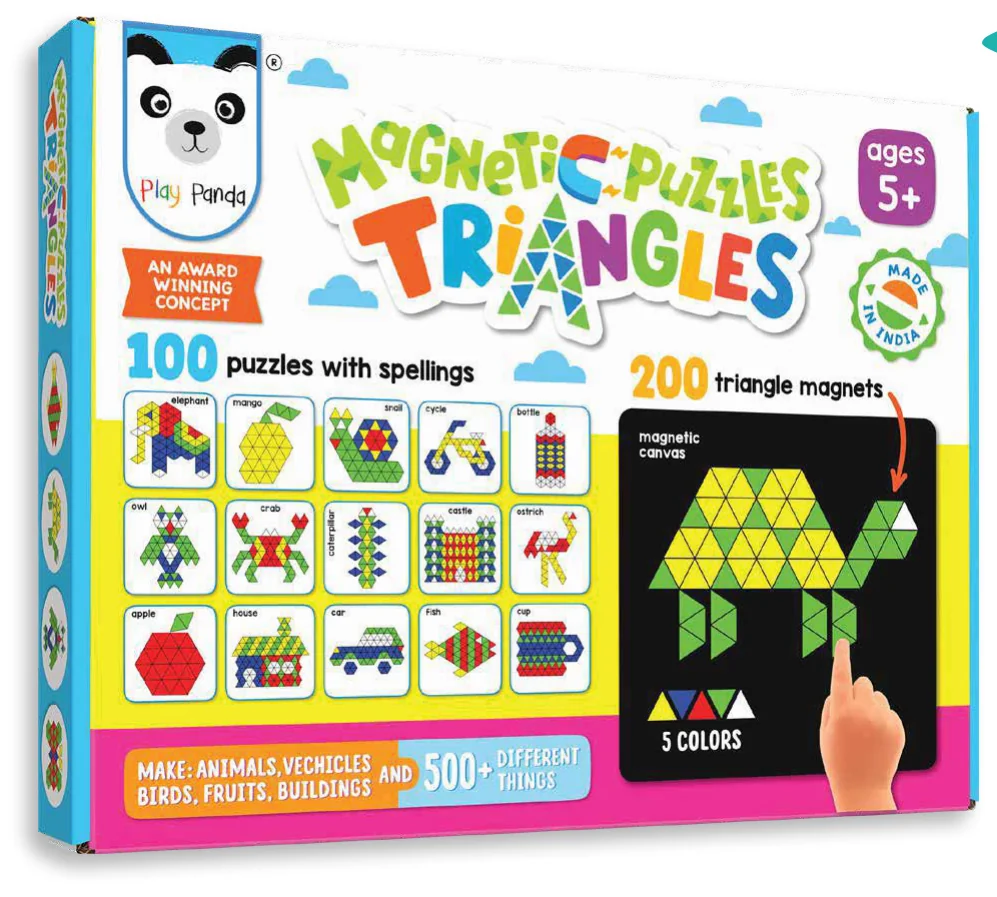 Play Panda
®
MAGNETIC PUZZLES
TRIANGLES
MAGNETIC PUZZLES
TRIANGLES
ages
5+
AN AWARD
WINNING
CONCEPT
MADE
IN INDIA
100 puzzles with spellings
200 triangle magnets
elephant
mango
snail
cycle
bottle
owl
crab
caterpillar
castle
ostrich
apple
house
car
fish
cup
magnetic
canvas
5 COLORS
MAKE: ANIMALS, VECHICLES
BIRDS, FRUITS, BUILDINGS
AND
500+ DIFFERENT
THINGS